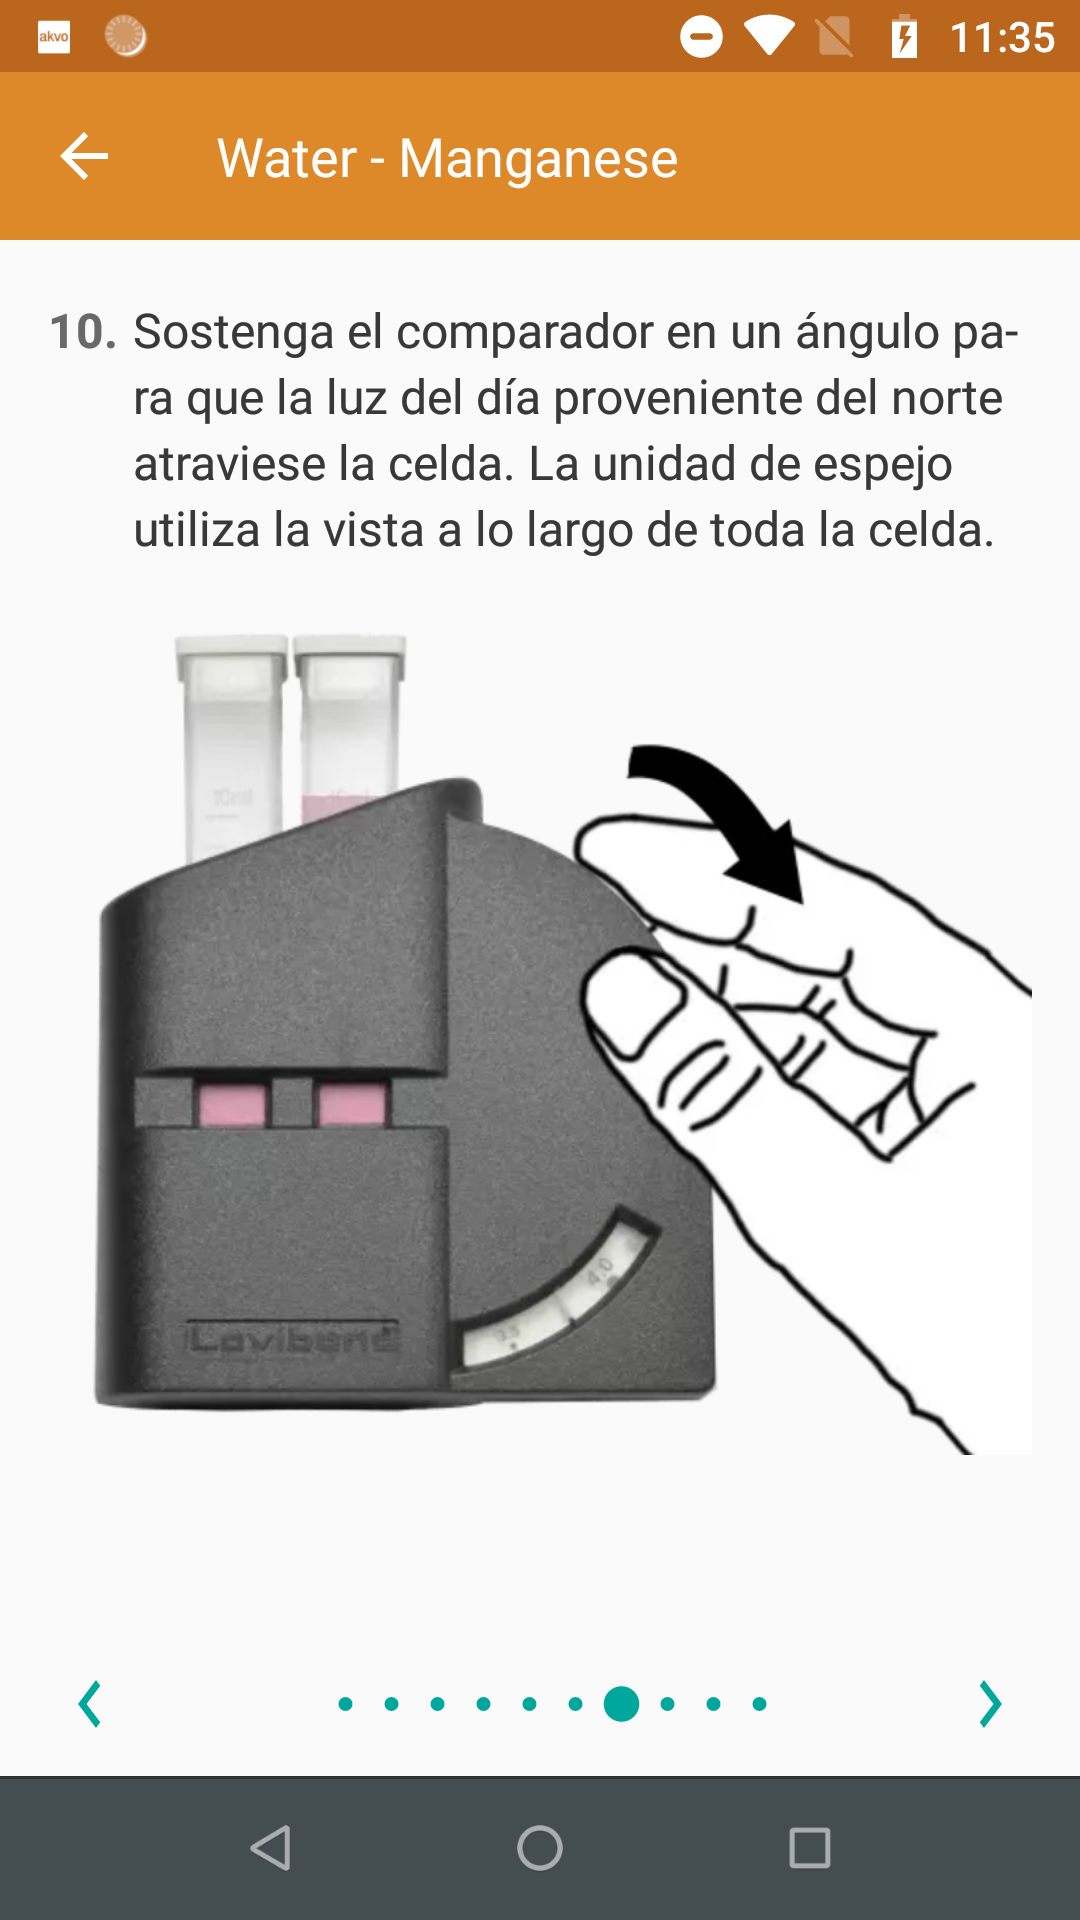 akvo
11:35
Water - Manganese
10. Sostenga el comparador en un ángulo pa-
ra que la luz del día proveniente del norte
atraviese la celda. La unidad de espejo
utiliza la vista a lo largo de toda la celda.
10ml
4.0
3.5
Lovibond